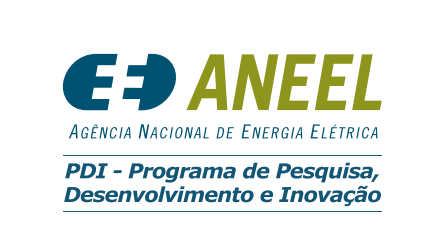 ANEEL
AGÊNCIA NACIONAL DE ENERGIA ELÉTRICA
PDI - Programa de Pesquisa,
Desenvolvimento e Inovação